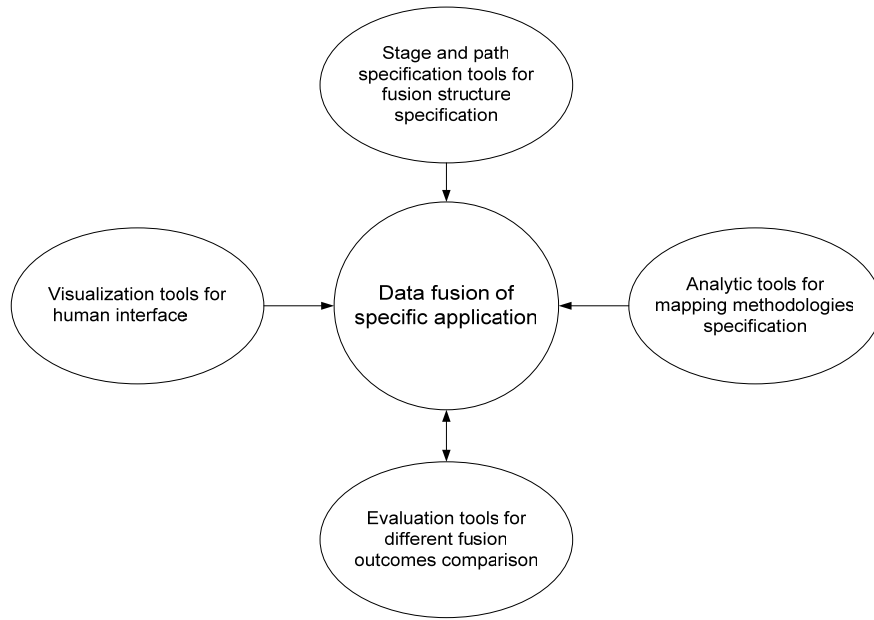 Stage and path
specification tools for
fusion structure
specification
Visualization tools for
human interface
Data fusion of
specific application
Analytic tools for
mapping methodologies
specification
Evaluation tools for
different fusion
outcomes comparison